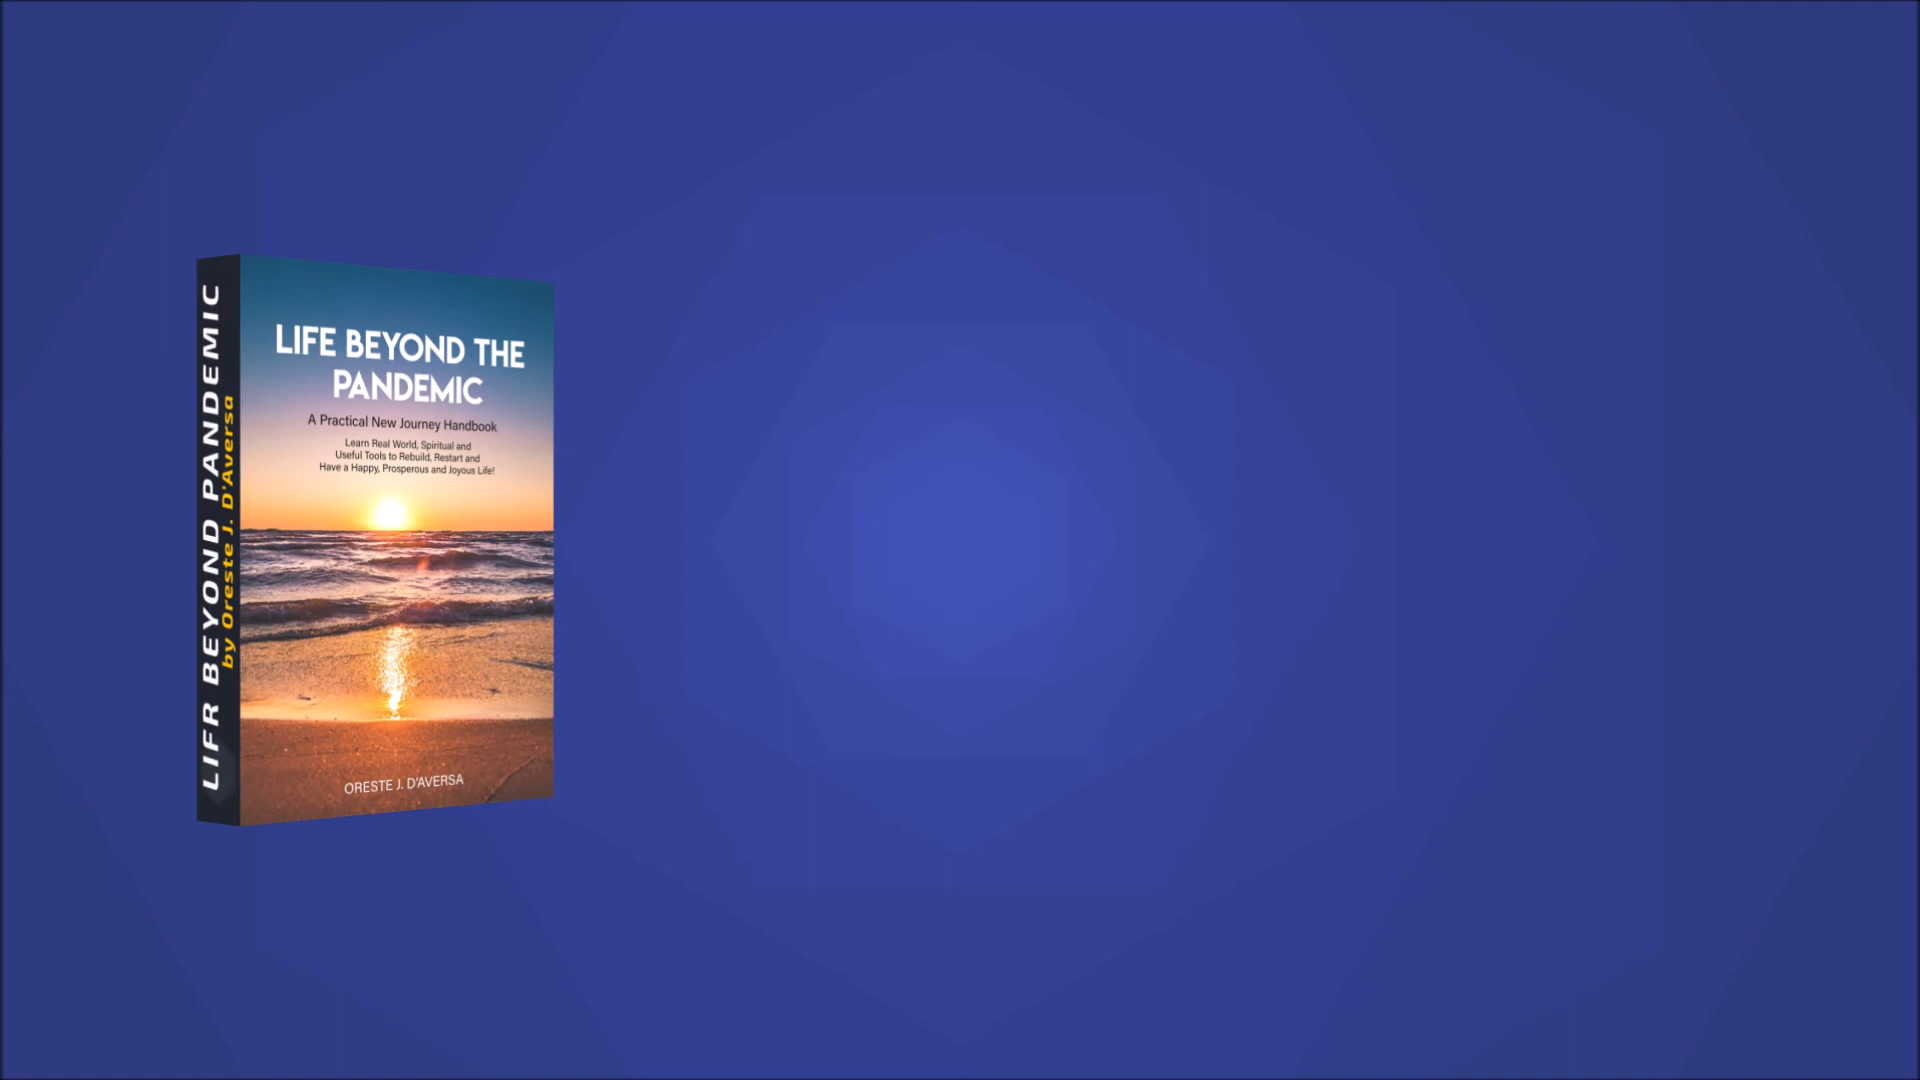 LIFR BEYOND PANDEMIC
by Oreste J. D'Aversa
LIFE BEYOND THE
PANDEMIC
A Practical New Journey Handbook
Learn Real World, Spiritual and
Useful Tools to Rebuild, Restart and
Have a Happy, Prosperous and Joyous Life!
ORESTE J. D'AVERSA